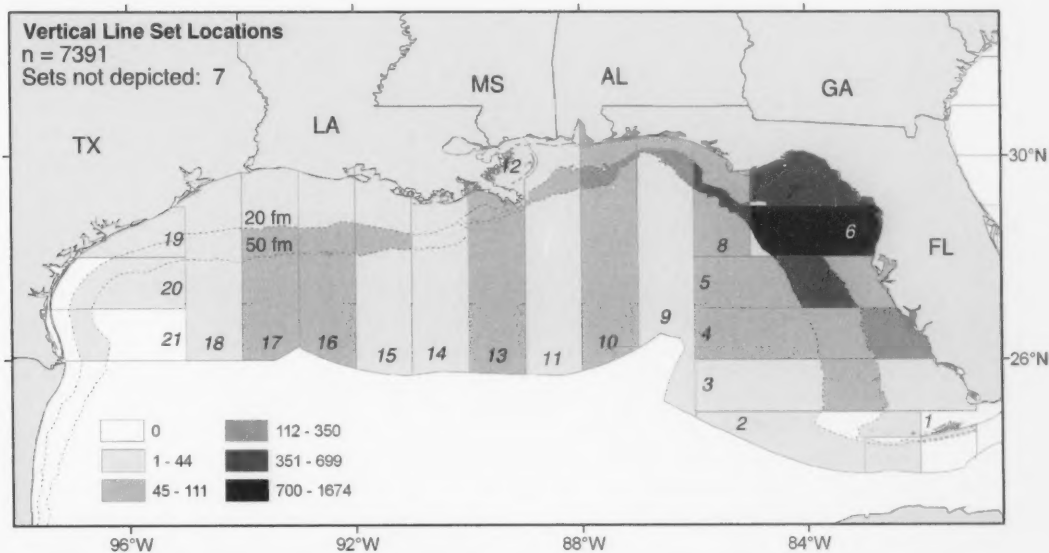 Vertical Line Set Locations
n = 7391
Sets not depicted: 7
MS
AL
GA
LA
TX
12
30°N
7
20 fm
19
50 fm
8
6
FL
5
20
4
21
18
17
16
15
14
13
11
10
9
26°N
3
2
1
0
112 - 350
1 - 44
351 - 699
45 - 111
700 - 1674
96°W
92°W
88°W
84°W